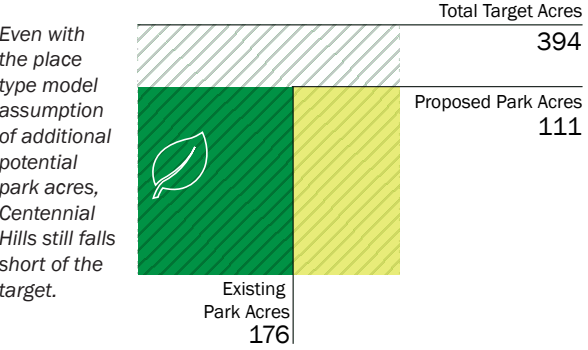 Even with
the place
type model
assumption
of additional
potential
park acres,
Centennial
Hills still falls
short of the
target.
Total Target Acres
394
Proposed Park Acres
111
Existing
Park Acres
176